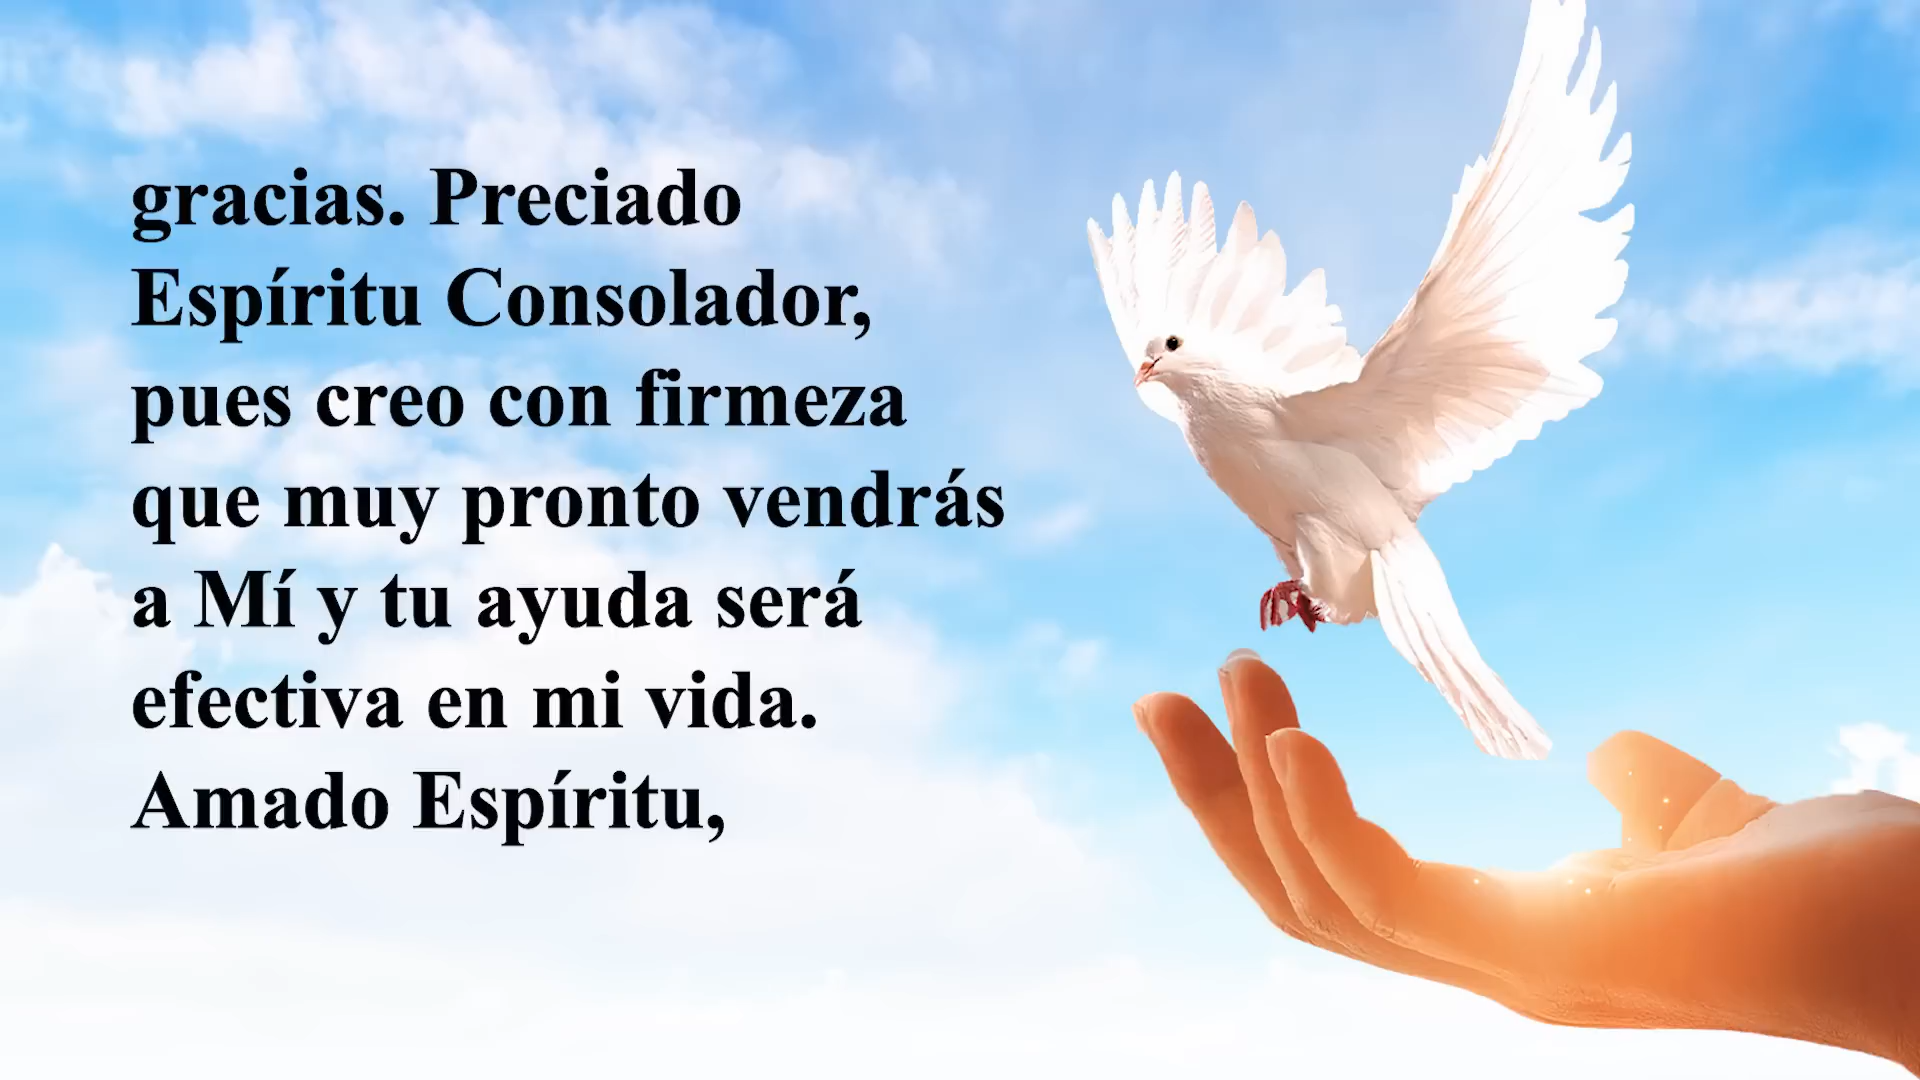 gracias. Preciado
Espíritu Consolador,
pues creo con firmeza
que muy pronto vendrás
a Mí y tu ayuda será
efectiva en mi vida.
Amado Espíritu,